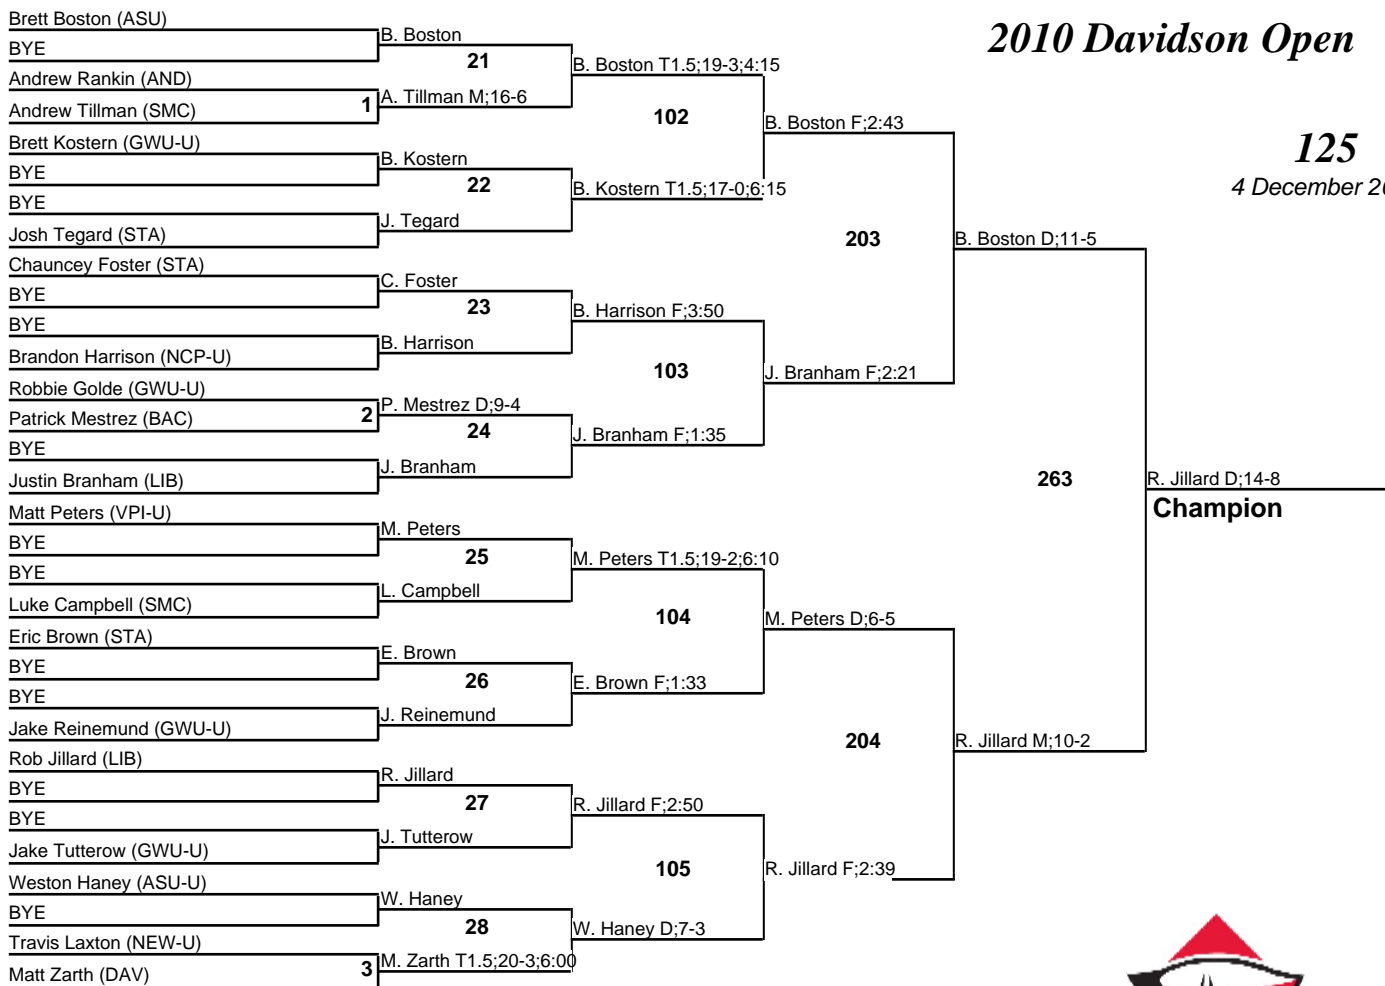 2010 Davidson Open
125
4 December 20
Brett Boston (ASU)
BYE
Andrew Rankin (AND)
Andrew Tillman (SMC)
Brett Kostern (GWU-U)
BYE
BYE
Josh Tegard (STA)
Chauncey Foster (STA)
BYE
BYE
Brandon Harrison (NCP-U)
Robbie Golde (GWU-U)
Patrick Mestrez (BAC)
BYE
Justin Branham (LIB)
Matt Peters (VPI-U)
BYE
BYE
Luke Campbell (SMC)
Eric Brown (STA)
BYE
BYE
Jake Reinemund (GWU-U)
Rob Jillard (LIB)
BYE
BYE
Jake Tutterow (GWU-U)
Weston Haney (ASU-U)
BYE
Travis Laxton (NEW-U)
Matt Zarth (DAV)
1
2
3
B. Boston
21
A. Tillman M;16-6
B. Kostern
22
J. Tegard
C. Foster
23
B. Harrison
P. Mestrez D;9-4
24
J. Branham
M. Peters
25
L. Campbell
E. Brown
26
J. Reinemund
R. Jillard
27
J. Tutterow
W. Haney
28
M. Zarth T1.5;20-3;6:00
B. Boston T1.5;19-3;4:15
102
B. Kostern T1.5;17-0;6:15
B. Harrison F;3:50
103
J. Branham F;1:35
M. Peters T1.5;19-2;6:10
104
E. Brown F;1:33
R. Jillard F;2:50
105
W. Haney D;7-3
B. Boston F;2:43
203
J. Branham F;2:21
M. Peters D;6-5
204
R. Jillard F;2:39
B. Boston D;11-5
263
R. Jillard M;10-2
R. Jillard D;14-8
Champion